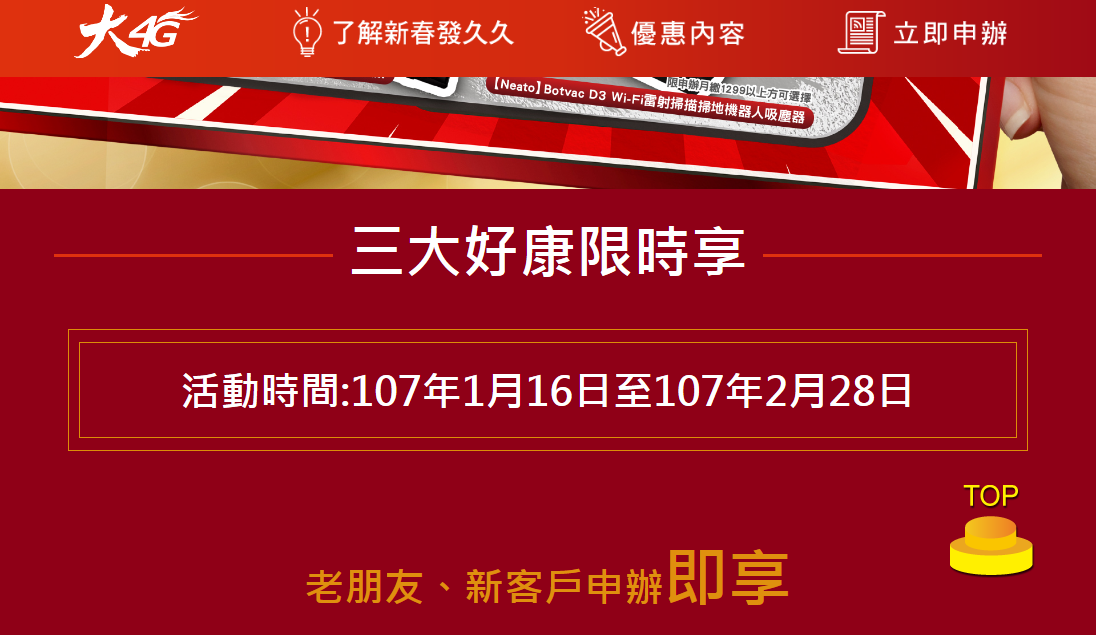 大4G
了解新春發久久
優惠內容
立即申辦
限申辦月繳1299以上方可選擇
【Neato】Botvac D3 Wi-Fi雷射掃描掃地機器人吸塵器
三大好康限時享
活動時間:107年1月16日至107年2月28日
TOP
老朋友、新客戶申辦即享